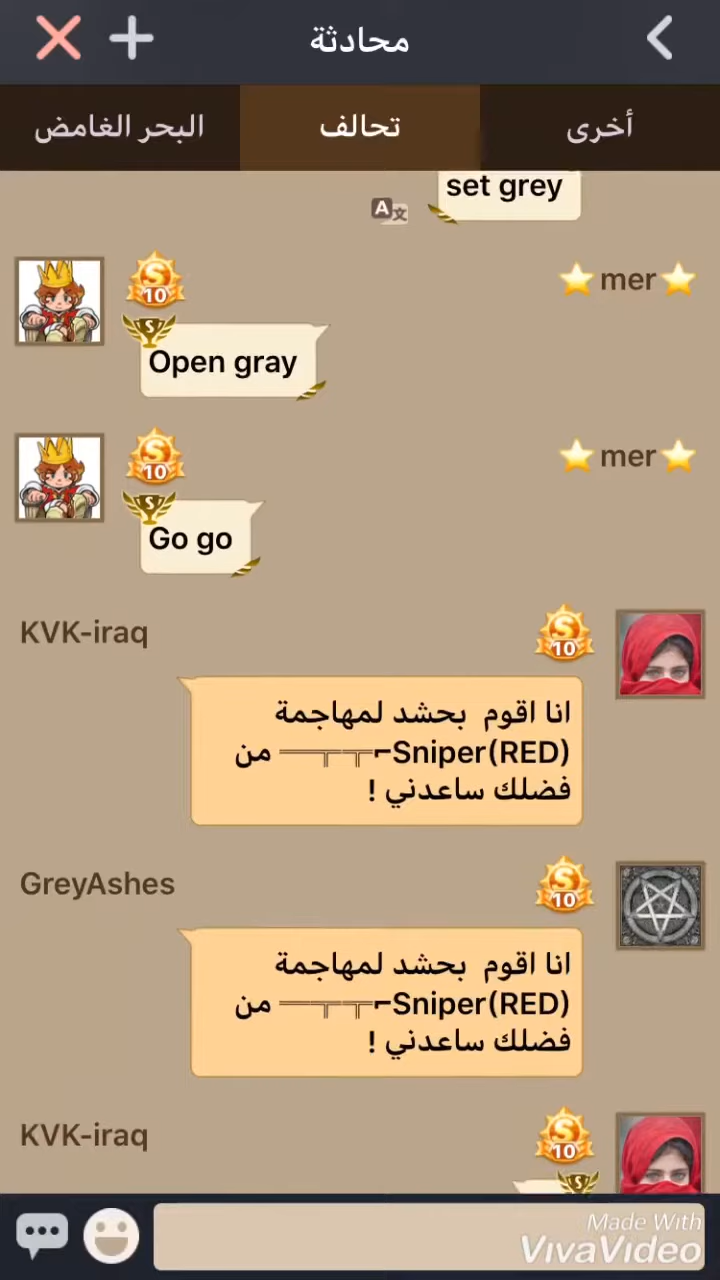 محادثة
أخرى
تحالف
البحر الغامض
set grey
⭐ mer⭐
S
10
S
Open gray
⭐ mer⭐
S
10
S
Go go
KVK-iraq
S
10
انا اقوم بحشد لمهاجمة
Sniper(RED)⌐╤╤══ من
فضلك ساعدني !
GreyAshes
S
10
انا اقوم بحشد لمهاجمة
Sniper(RED)⌐╤╤══ من
فضلك ساعدني !
KVK-iraq
S
10
S
Made With
VivaVideo